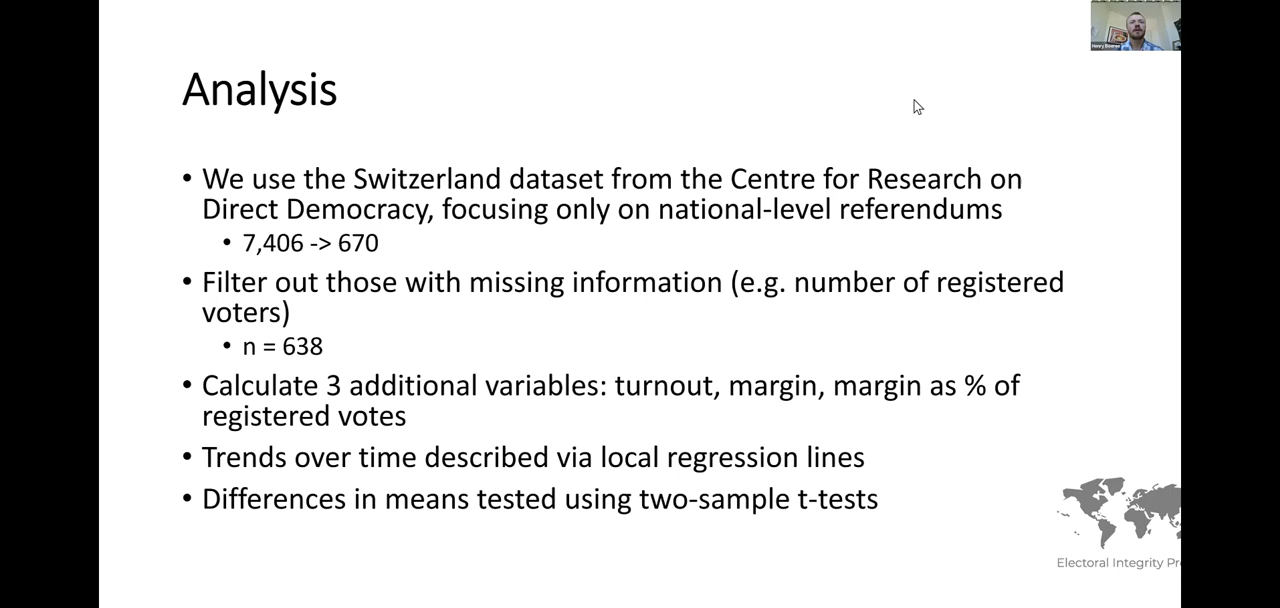 Analysis
• We use the Switzerland dataset from the Centre for Research on
Direct Democracy, focusing only on national-level referendums
• 7,406 -> 670
• Filter out those with missing information (e.g. number of registered
voters)
• n = 638
• Calculate 3 additional variables: turnout, margin, margin as % of
registered votes
• Trends over time described via local regression lines
• Differences in means tested using two-sample t-tests
Electoral Integrity Pr